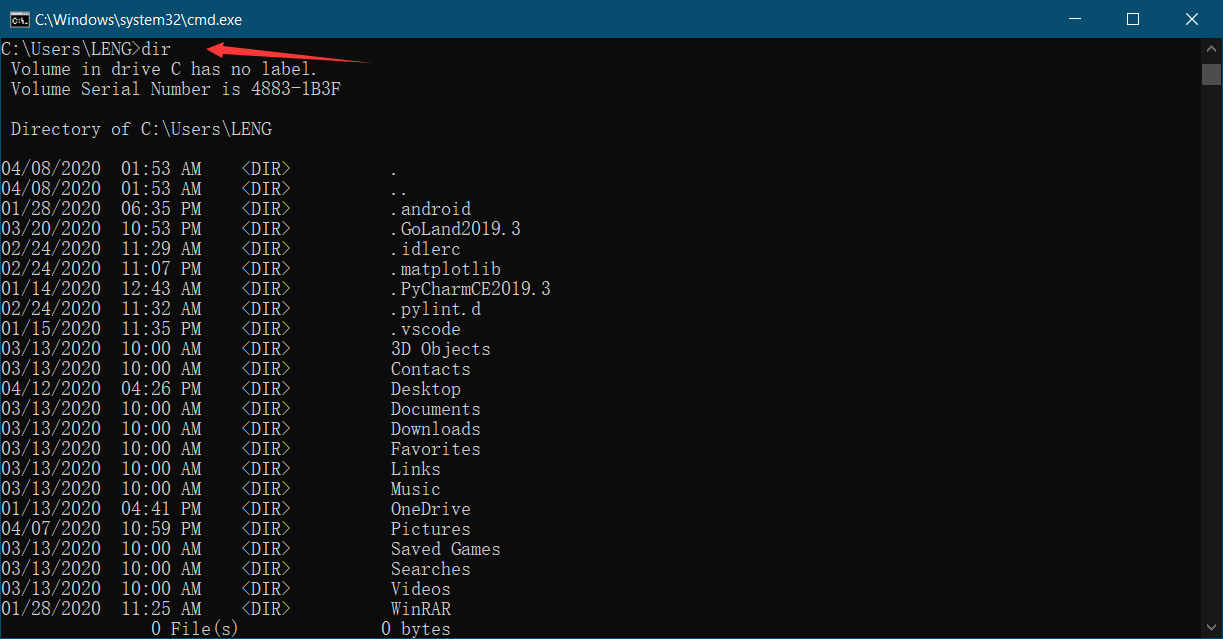 C:\Windows\system32\cmd.exe
C:\Users\LENG>dir
Volume in drive C has no label.
Volume Serial Number is 4883-1B3F
Directory of C:\Users\LENG
04/08/2020  01:53 AM    <DIR>          .
04/08/2020  01:53 AM    <DIR>          ..
01/28/2020  06:35 PM    <DIR>          .android
03/20/2020  10:53 PM    <DIR>          .GoLand2019.3
02/24/2020  11:29 AM    <DIR>          .idlerc
02/24/2020  11:07 PM    <DIR>          .matplotlib
01/14/2020  12:43 AM    <DIR>          .PyCharmCE2019.3
02/24/2020  11:32 AM    <DIR>          .pylint.d
01/15/2020  11:35 PM    <DIR>          .vscode
03/13/2020  10:00 AM    <DIR>          3D Objects
03/13/2020  10:00 AM    <DIR>          Contacts
04/12/2020  04:26 PM    <DIR>          Desktop
03/13/2020  10:00 AM    <DIR>          Documents
03/13/2020  10:00 AM    <DIR>          Downloads
03/13/2020  10:00 AM    <DIR>          Favorites
03/13/2020  10:00 AM    <DIR>          Links
03/13/2020  10:00 AM    <DIR>          Music
01/13/2020  04:41 PM    <DIR>          OneDrive
04/07/2020  10:59 PM    <DIR>          Pictures
03/13/2020  10:00 AM    <DIR>          Saved Games
03/13/2020  10:00 AM    <DIR>          Searches
03/13/2020  10:00 AM    <DIR>          Videos
01/28/2020  11:25 AM    <DIR>          WinRAR
0 File(s)              0 bytes